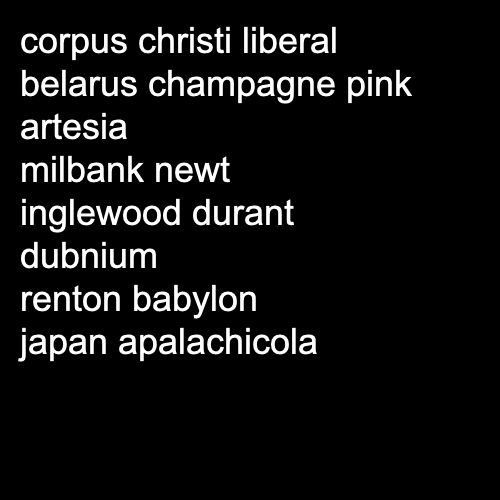 corpus christi liberal
belarus champagne pink
artesia
milbank newt
inglewood durant
dubnium
renton babylon
japan apalachicola